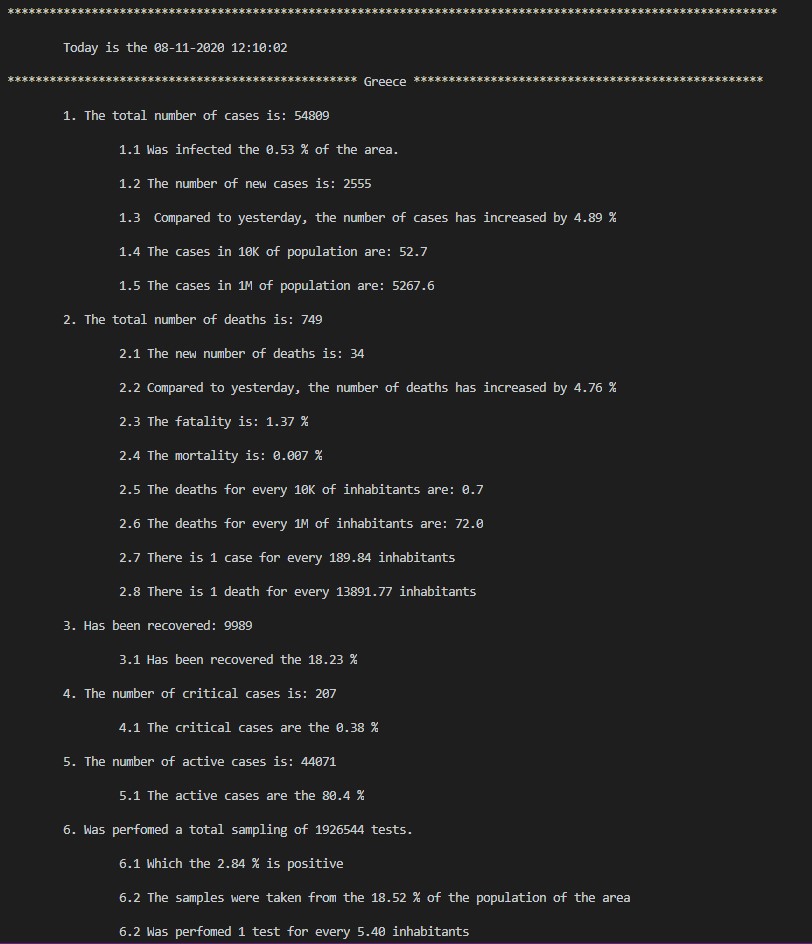 **************************************************************************************************************
Today is the 08-11-2020 12:10:02
************************************************** Greece **************************************************
1. The total number of cases is: 54809
1.1 Was infected the 0.53 % of the area.
1.2 The number of new cases is: 2555
1.3  Compared to yesterday, the number of cases has increased by 4.89 %
1.4 The cases in 10K of population are: 52.7
1.5 The cases in 1M of population are: 5267.6
2. The total number of deaths is: 749
2.1 The new number of deaths is: 34
2.2 Compared to yesterday, the number of deaths has increased by 4.76 %
2.3 The fatality is: 1.37 %
2.4 The mortality is: 0.007 %
2.5 The deaths for every 10K of inhabitants are: 0.7
2.6 The deaths for every 1M of inhabitants are: 72.0
2.7 There is 1 case for every 189.84 inhabitants
2.8 There is 1 death for every 13891.77 inhabitants
3. Has been recovered: 9989
3.1 Has been recovered the 18.23 %
4. The number of critical cases is: 207
4.1 The critical cases are the 0.38 %
5. The number of active cases is: 44071
5.1 The active cases are the 80.4 %
6. Was perfomed a total sampling of 1926544 tests.
6.1 Which the 2.84 % is positive
6.2 The samples were taken from the 18.52 % of the population of the area
6.2 Was perfomed 1 test for every 5.40 inhabitants